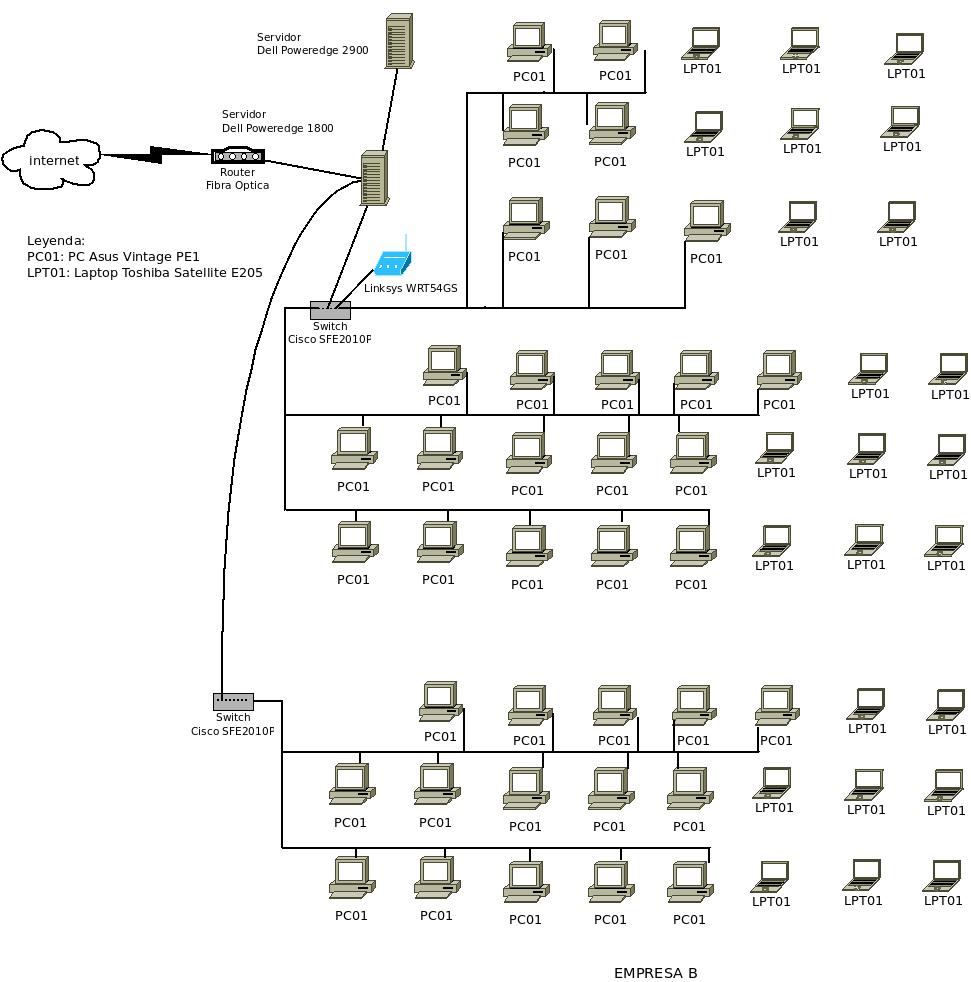 Servidor
Dell Poweredge 2900
Servidor
Dell Poweredge 1800
internet
Router
Fibra Optica
Leyenda:
PC01: PC Asus Vintage PE1
LPT01: Laptop Toshiba Satellite E205
Linksys WRT54GS
Switch
Cisco SFE2010P
PC01 PC01 LPT01 LPT01 LPT01
PC01 PC01 LPT01 LPT01 LPT01
PC01 PC01 PC01 LPT01 LPT01
PC01 PC01 PC01 PC01 PC01 LPT01 LPT01
PC01 PC01 PC01 PC01 PC01 LPT01 LPT01 LPT01
PC01 PC01 PC01 PC01 PC01 LPT01 LPT01 LPT01
Switch
Cisco SFE2010P
PC01 PC01 PC01 PC01 PC01 LPT01 LPT01
PC01 PC01 PC01 PC01 PC01 LPT01 LPT01 LPT01
PC01 PC01 PC01 PC01 PC01 LPT01 LPT01 LPT01
EMPRESA B